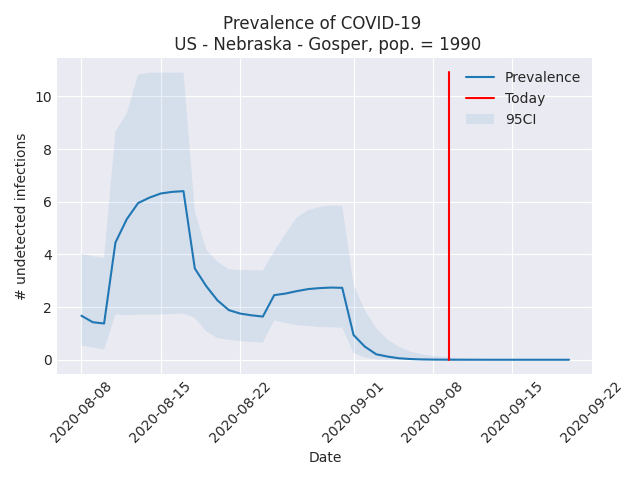 Prevalence of COVID-19
US - Nebraska - Gosper, pop. = 1990
Prevalence
Today
95CI
# undetected infections
10
8
6
4
2
0
2020-08-08
2020-08-15
2020-08-22
2020-09-01
2020-09-08
2020-09-15
2020-09-22
Date